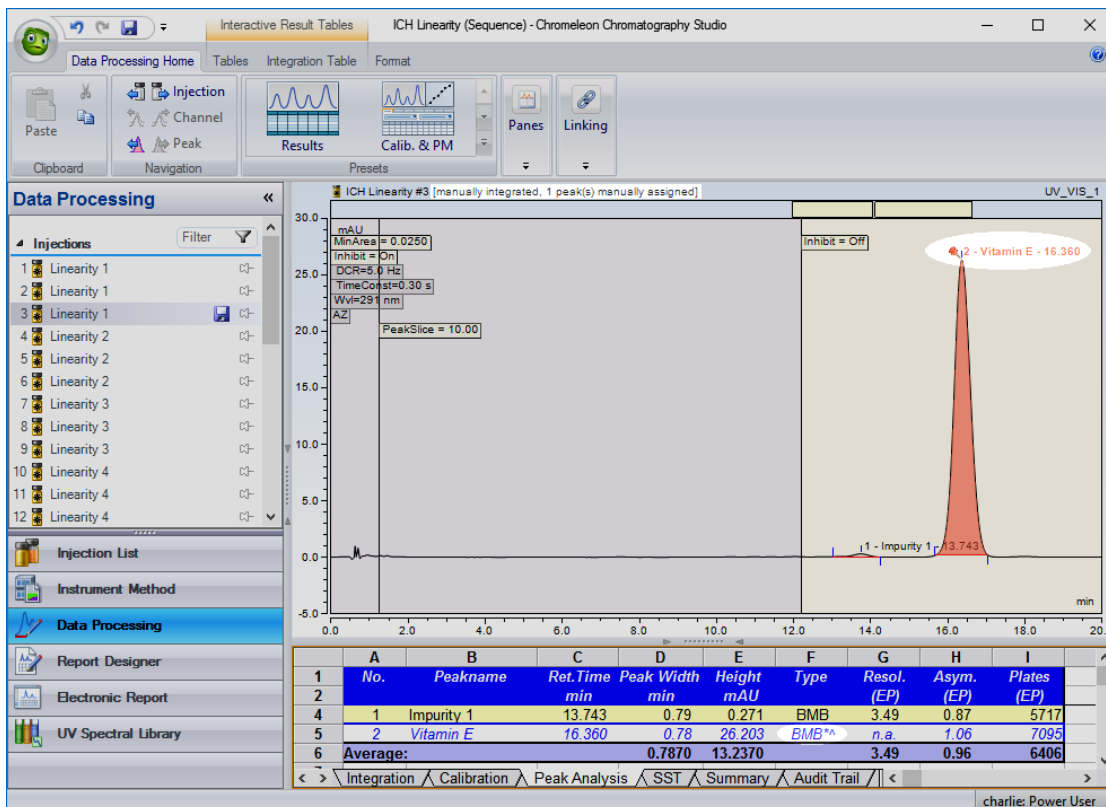 Interactive Result Tables
ICH Linearity (Sequence) - Chromeleon Chromatography Studio
Data Processing Home Tables Integration Table Format
Paste
Clipboard
Injection
Channel
Peak
Navigation
Results
Calib. & PM
Presets
Panes
Linking
Data Processing «
Injections Filter
1 Linearity 1
2 Linearity 1
3 Linearity 1
4 Linearity 2
5 Linearity 2
6 Linearity 2
7 Linearity 3
8 Linearity 3
9 Linearity 3
10 Linearity 4
11 Linearity 4
12 Linearity 4
Injection List
Instrument Method
Data Processing
Report Designer
Electronic Report
UV Spectral Library
ICH Linearity #3 [manually integrated, 1 peak(s) manually assigned] UV_VIS_1
30.0
25.0
20.0
15.0
10.0
5.0
0.0
-5.0
mAU
MinArea = 0.0250
Inhibit = On
DCR=5.0 Hz
TimeConst=0.30 s
Wvl=291 nm
AZ
PeakSlice = 10.00
Inhibit = Off
2 - Vitamin E - 16.360
1 - Impurity 1 - 13.743
min
0.0 2.0 4.0 6.0 8.0 10.0 12.0 14.0 16.0 18.0 20.
A B C D E F G H I
1 No. Peakname Ret.Time Peak Width Height Type Resol. Asym. Plates
2 min min mAU (EP) (EP) (EP)
4 1 Impurity 1 13.743 0.79 0.271 BMB 3.49 0.87 5717
5 2 Vitamin E 16.360 0.78 26.203 BMB*^ n.a. 1.06 7095
6 Average: 0.7870 13.2370 3.49 0.96 6406
Integration Calibration Peak Analysis SST Summary Audit Trail
charlie: Power User